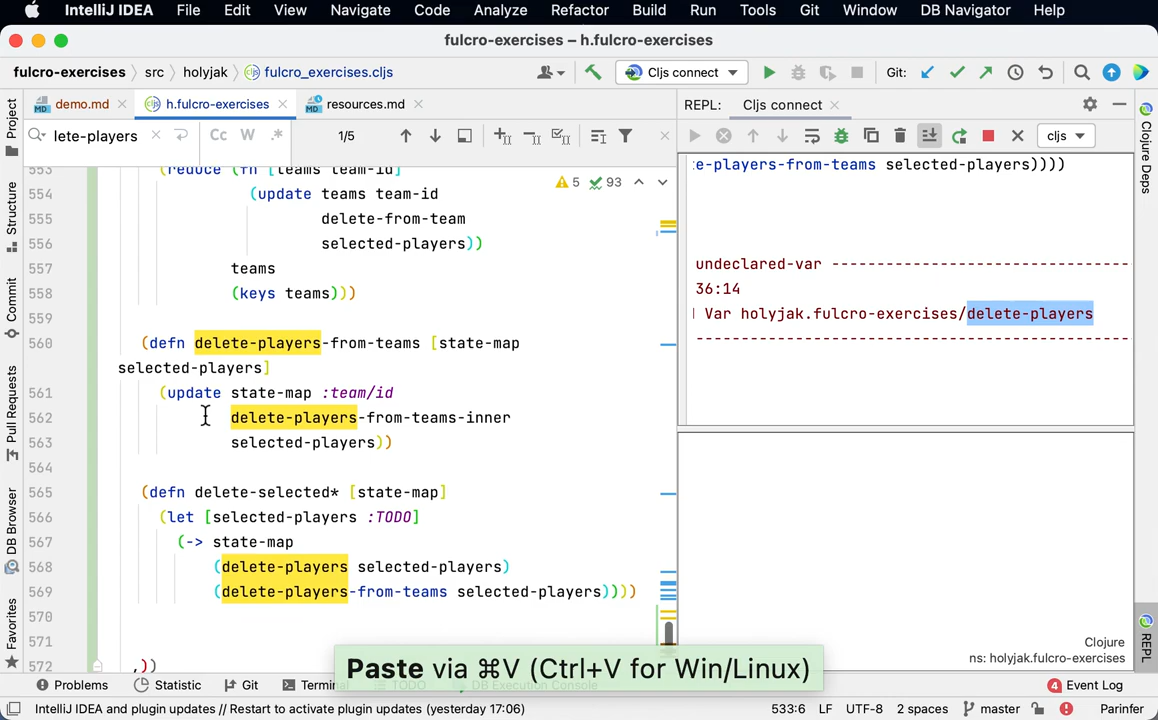 IntelliJ IDEA File Edit View Navigate Code Analyze Refactor Build Run Tools Git Window DB Navigator Help
fulcro-exercises – h.fulcro-exercises
fulcro-exercises src holyjak fulcro_exercises.cljs Cljs connect Git:
demo.md h.fulcro-exercises resources.md REPL: Cljs connect
lete-players Cc W .* 1/5 cljs
Project
Structure
Commit
Pull Requests
DB Browser
Favorites
5 93
553 (reduce (fn [teams team-id]
554 (update teams team-id
555 delete-from-team
556 selected-players))
557 teams
558 (keys teams)))
559
560 (defn delete-players-from-teams [state-map
selected-players]
561 (update state-map :team/id
562 delete-players-from-teams-inner
563 selected-players))
564
565 (defn delete-selected* [state-map]
566 (let [selected-players :TODO]
567 (-> state-map
568 (delete-players selected-players)
569 (delete-players-from-teams selected-players))))
570
571
572 ,))
e-players-from-teams selected-players))))
undeclared-var ---------------------------------
36:14
Var holyjak.fulcro-exercises/delete-players
------------------------------------------------
Clojure
ns: holyjak.fulcro-exercises
Clojure Deps
REPL
Paste via ⌘V (Ctrl+V for Win/Linux)
Problems Statistic Git Terminal TODO DB Execution Console 4 Event Log
IntelliJ IDEA and plugin updates // Restart to activate plugin updates (yesterday 17:06) 533:6 LF UTF-8 2 spaces master Parinfer